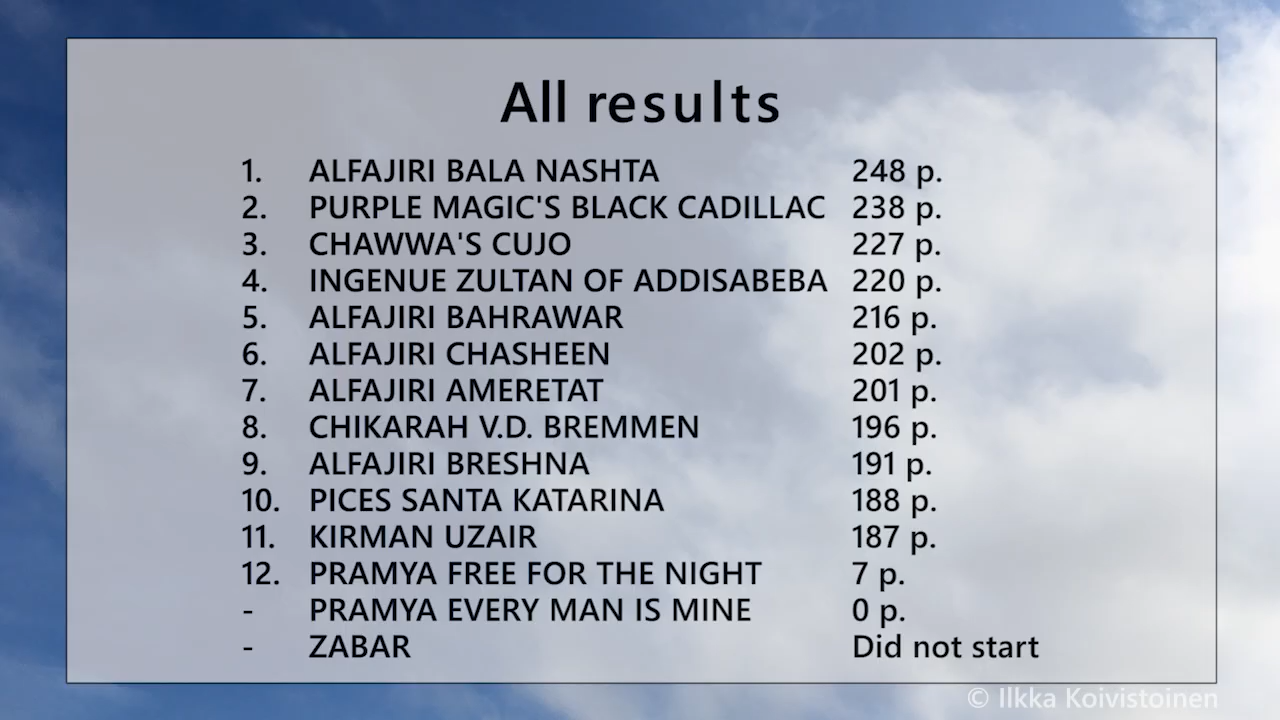 All results
1. ALFAJIRI BALA NASHTA 248 p.
2. PURPLE MAGIC'S BLACK CADILLAC 238 p.
3. CHAWWA'S CUJO 227 p.
4. INGENUE ZULTAN OF ADDISABEBA 220 p.
5. ALFAJIRI BAHRAWAR 216 p.
6. ALFAJIRI CHASHEEN 202 p.
7. ALFAJIRI AMERETAT 201 p.
8. CHIKARAH V.D. BREMMEN 196 p.
9. ALFAJIRI BRESHNA 191 p.
10. PICES SANTA KATARINA 188 p.
11. KIRMAN UZAIR 187 p.
12. PRAMYA FREE FOR THE NIGHT 7 p.
- PRAMYA EVERY MAN IS MINE 0 p.
- ZABAR Did not start
© Ilkka Koivistoinen